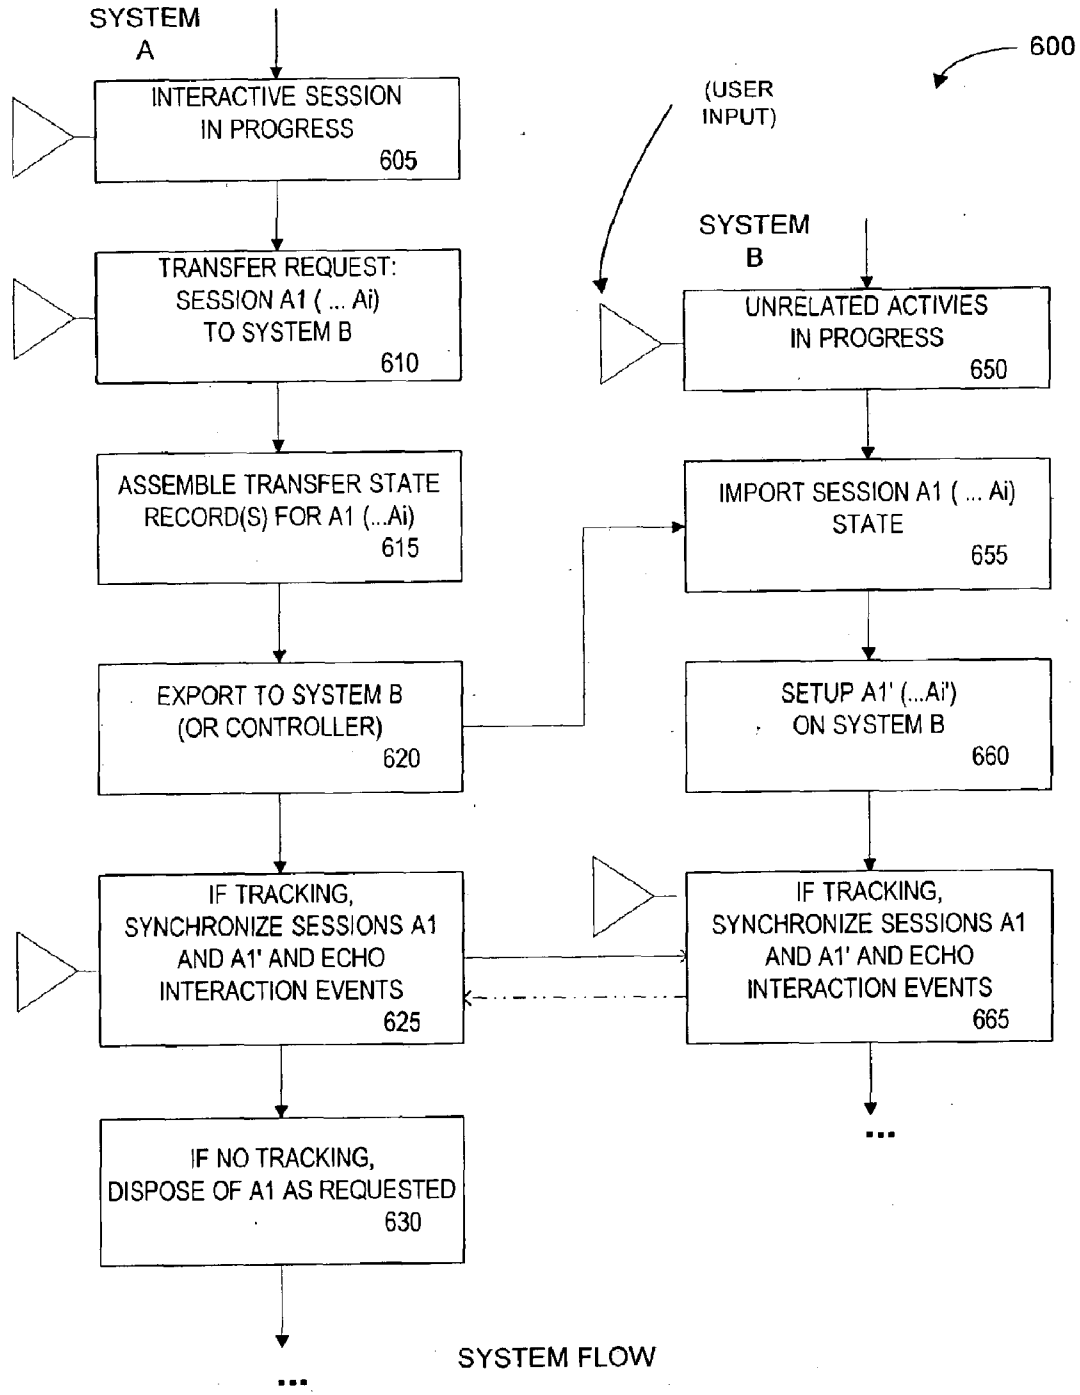 SYSTEM
A
600
INTERACTIVE SESSION
IN PROGRESS
605
(USER
INPUT)
TRANSFER REQUEST:
SESSION A1 ( ... Ai)
TO SYSTEM B
610
SYSTEM
B
UNRELATED ACTIVIES
IN PROGRESS
650
ASSEMBLE TRANSFER STATE
RECORD(S) FOR A1 (...Ai)
615
IMPORT SESSION A1 ( ... Ai)
STATE
655
EXPORT TO SYSTEM B
(OR CONTROLLER)
620
SETUP A1' (...Ai')
ON SYSTEM B
660
IF TRACKING,
SYNCHRONIZE SESSIONS A1
AND A1' AND ECHO
INTERACTION EVENTS
625
IF TRACKING,
SYNCHRONIZE SESSIONS A1
AND A1' AND ECHO
INTERACTION EVENTS
665
...
IF NO TRACKING,
DISPOSE OF A1 AS REQUESTED
630
...
SYSTEM FLOW